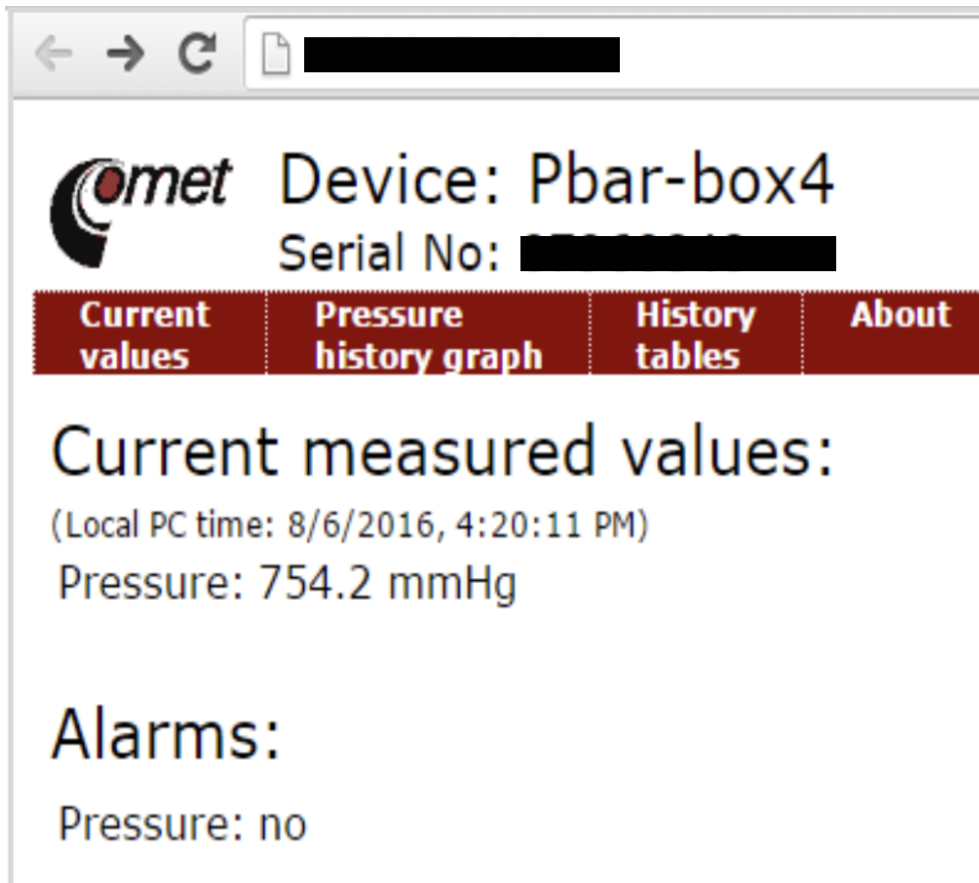 Comet
Device: Pbar-box4
Serial No:
Current values
Pressure history graph
History tables
About
Current measured values:
(Local PC time: 8/6/2016, 4:20:11 PM)
Pressure: 754.2 mmHg
Alarms:
Pressure: no